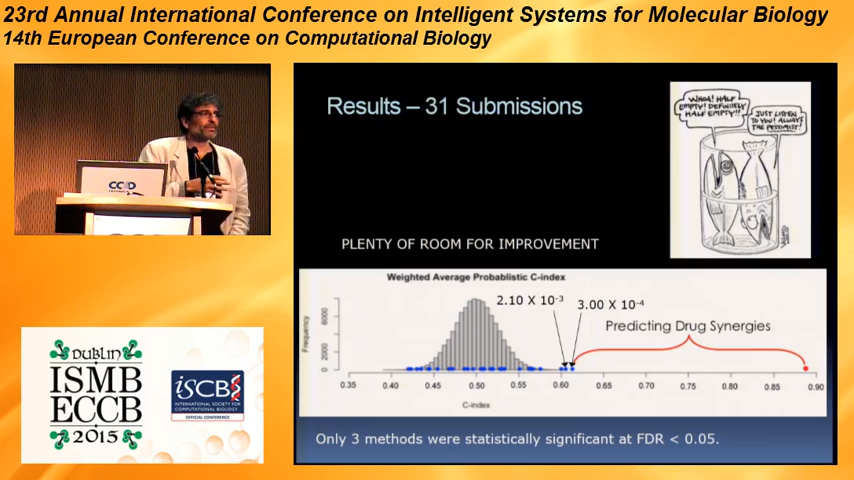 23rd Annual International Conference on Intelligent Systems for Molecular Biology
14th European Conference on Computational Biology
CCD
Results – 31 Submissions
WHOA! HALF
EMPTY! DEFINITELY
HALF EMPTY!!
JUST LISTEN
TO YOU! ALWAYS
THE PESSIMIST!
PLENTY OF ROOM FOR IMPROVEMENT
Weighted Average Probablistic C-index
2.10 X 10-3
3.00 X 10-4
Predicting Drug Synergies
Frequency
6000
2000
0
0.35 0.40 0.45 0.50 0.55 0.60 0.65 0.70 0.75 0.80 0.85 0.90
C-index
Only 3 methods were statistically significant at FDR < 0.05.
DUBLIN
ISMB
ECCB
2015
iSCB
INTERNATIONAL SOCIETY FOR
COMPUTATIONAL BIOLOGY
OFFICIAL CONFERENCE